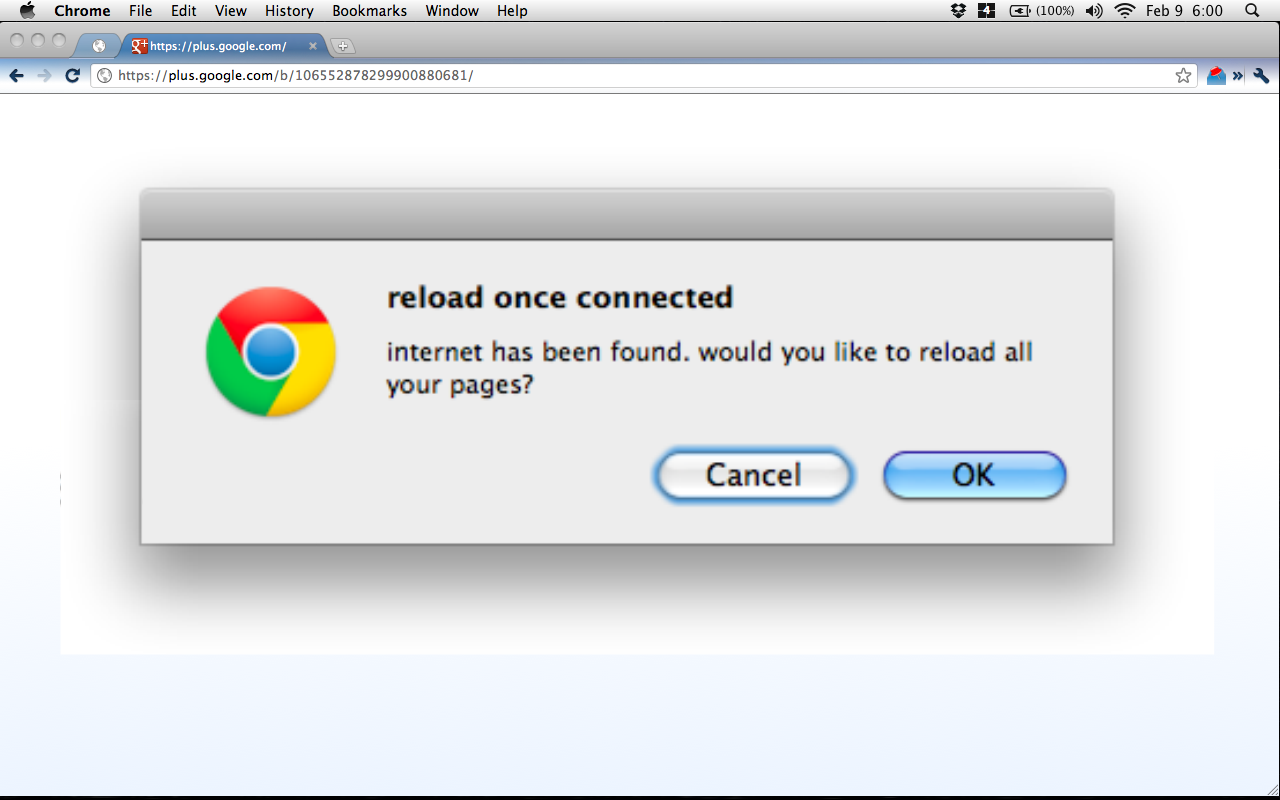 Chrome File Edit View History Bookmarks Window Help (100%) Feb 9 6:00
https://plus.google.com/
https://plus.google.com/b/106552878299900880681/
reload once connected
internet has been found. would you like to reload all
your pages?
Cancel OK